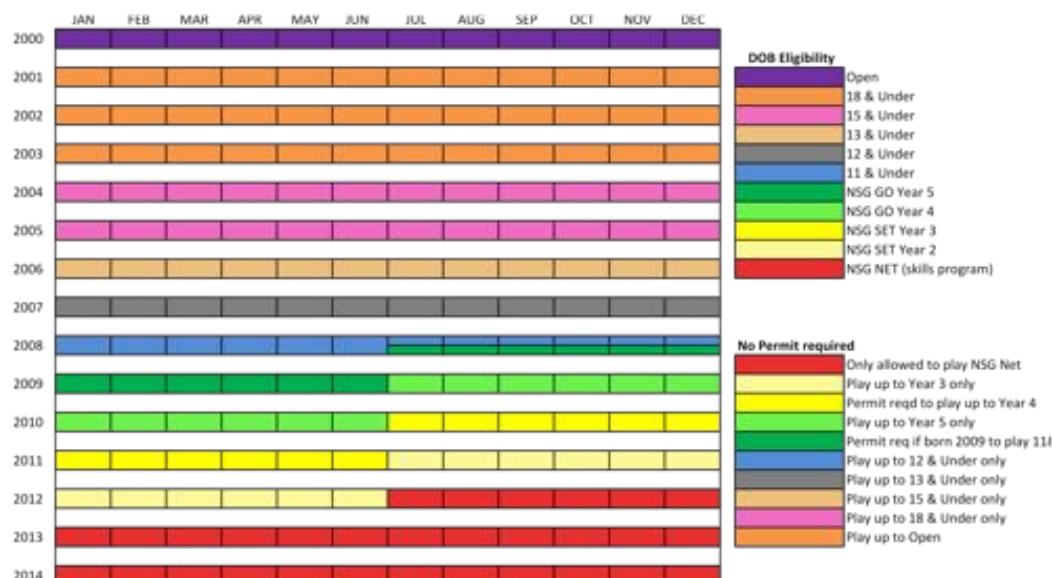 JAN FEB MAR APR MAY JUN JUL AUG SEP OCT NOV DEC
2000
2001
2002
2003
2004
2005
2006
2007
2008
2009
2010
2011
2012
2013
2014
DOB Eligibility
Open
18 & Under
15 & Under
13 & Under
12 & Under
11 & Under
NSG GO Year 5
NSG GO Year 4
NSG SET Year 3
NSG SET Year 2
NSG NET (skills program)
No Permit required
Only allowed to play NSG Net
Play up to Year 3 only
Permit reqd to play up to Year 4
Play up to Year 5 only
Permit req if born 2009 to play
Play up to 12 & Under only
Play up to 13 & Under only
Play up to 15 & Under only
Play up to 18 & Under only
Play up to Open